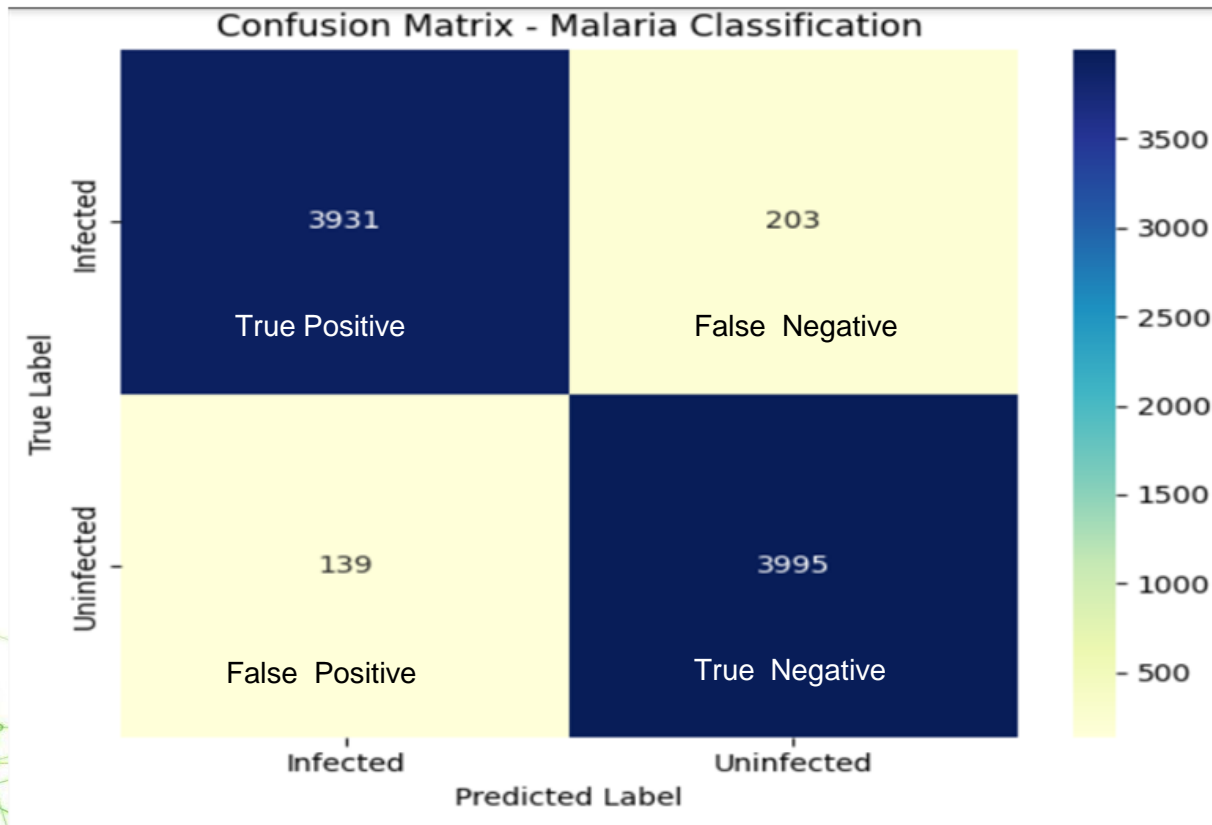 Confusion Matrix - Malaria Classification
True Label
Infected
3931
203
True Positive
False Negative
Uninfected
139
3995
False Positive
True Negative
Infected
Uninfected
Predicted Label
3500
3000
2500
2000
1500
1000
500